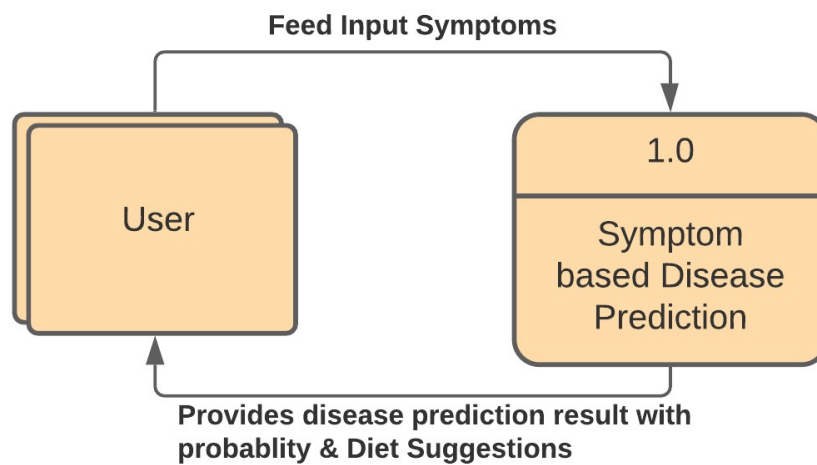 Feed Input Symptoms
User
1.0
Symptom
based Disease
Prediction
Provides disease prediction result with
probablity & Diet Suggestions